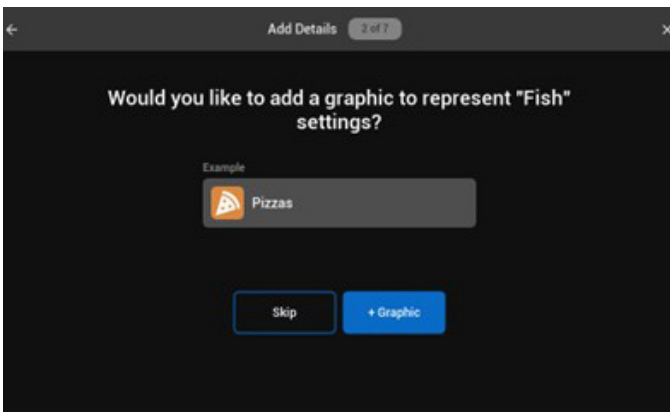 Add Details 2 of 7
Would you like to add a graphic to represent "Fish"
settings?
Example
Pizzas
Skip
+ Graphic